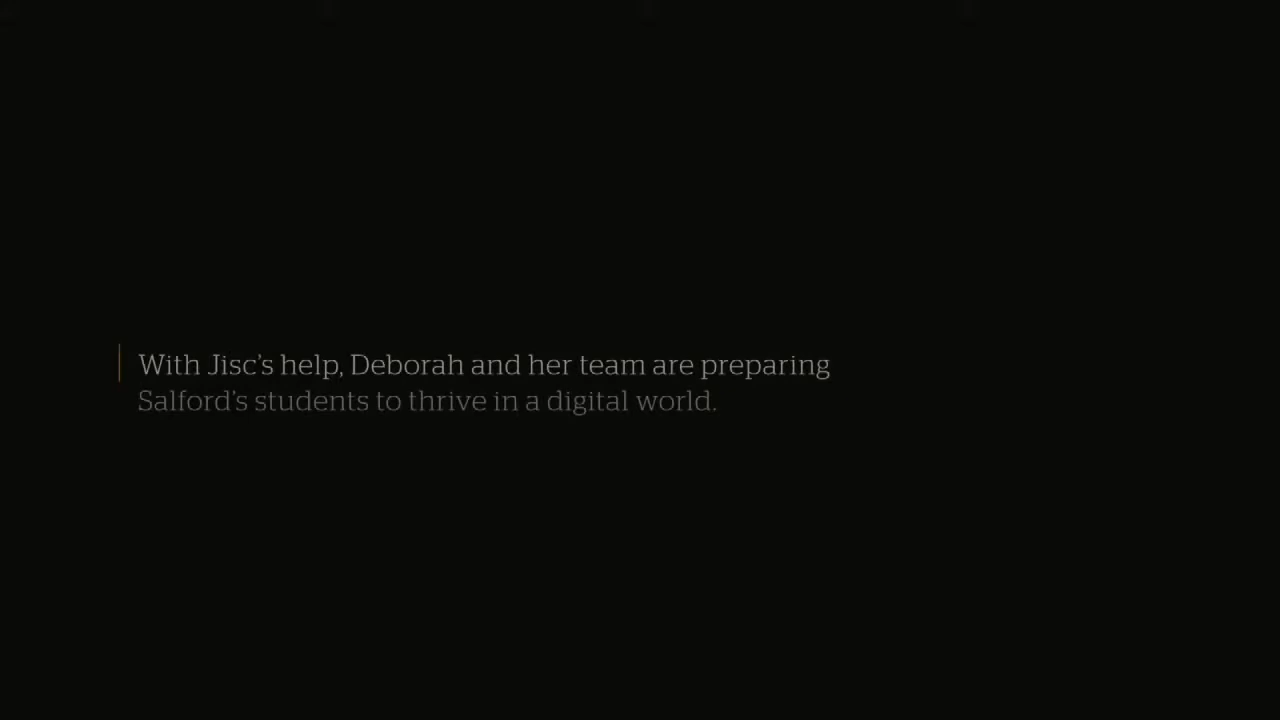 With Jisc’s help, Deborah and her team are preparing
Salford’s students to thrive in a digital world.